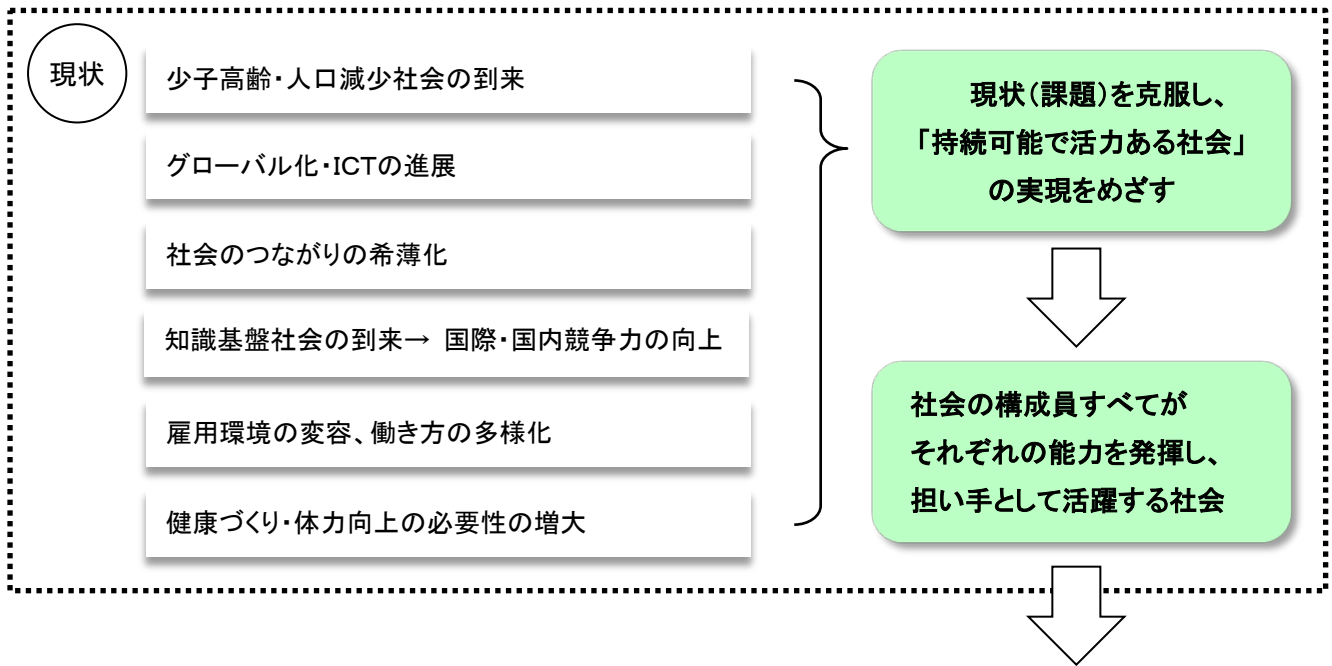 現状
少子高齢・人口減少社会の到来
グローバル化・ICTの進展
社会のつながりの希薄化
知識基盤社会の到来→ 国際・国内競争力の向上
雇用環境の変容、働き方の多様化
健康づくり・体力向上の必要性の増大
現状（課題）を克服し、
「持続可能で活力ある社会」
の実現をめざす
社会の構成員すべてが
それぞれの能力を発揮し、
担い手として活躍する社会